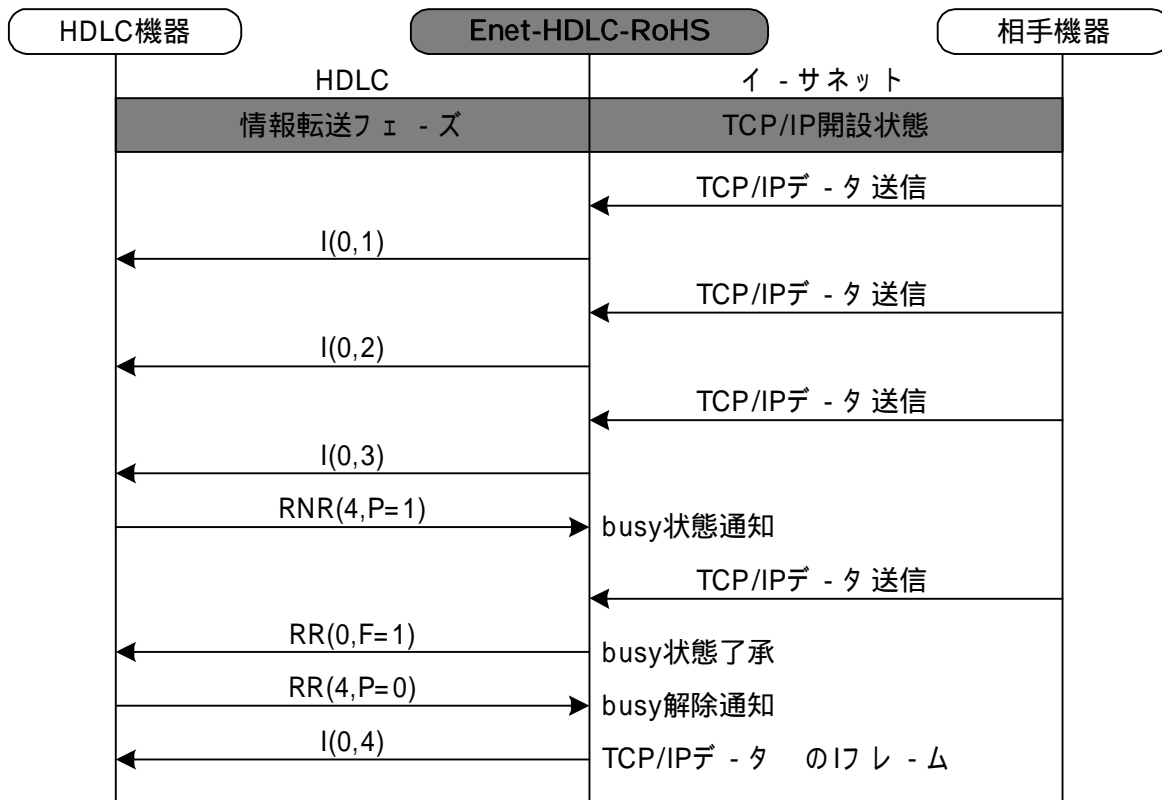 HDLC機器
Enet-HDLC-RoHS
相手機器
HDLC
イ-サネット
情報転送フェ-ズ
TCP/IP開設状態
TCP/IPデ-タ送信
I(0,1)
TCP/IPデ-タ送信
I(0,2)
TCP/IPデ-タ送信
I(0,3)
RNR(4,P=1)
busy状態通知
TCP/IPデ-タ送信
RR(0,F=1)
busy状態了承
RR(4,P=0)
busy解除通知
I(0,4)
TCP/IPデ-タ のIフレ-ム